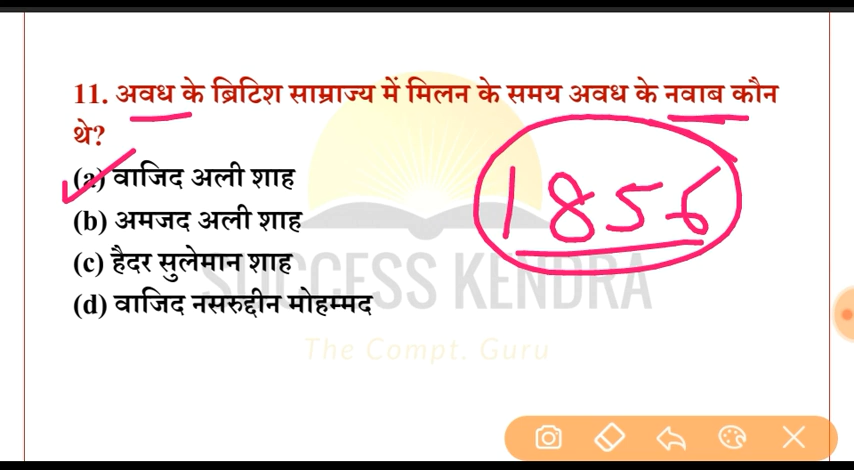 11. अवध के ब्रिटिश साम्राज्य में मिलन के समय अवध के नवाब कौन
थे?
(a) वाजिद अली शाह
(b) अमजद अली शाह
(c) हैदर सुलेमान शाह
(d) वाजिद नसरुद्दीन मोहम्मद
1856
SUCCESS KENDRA
The Compt. Guru